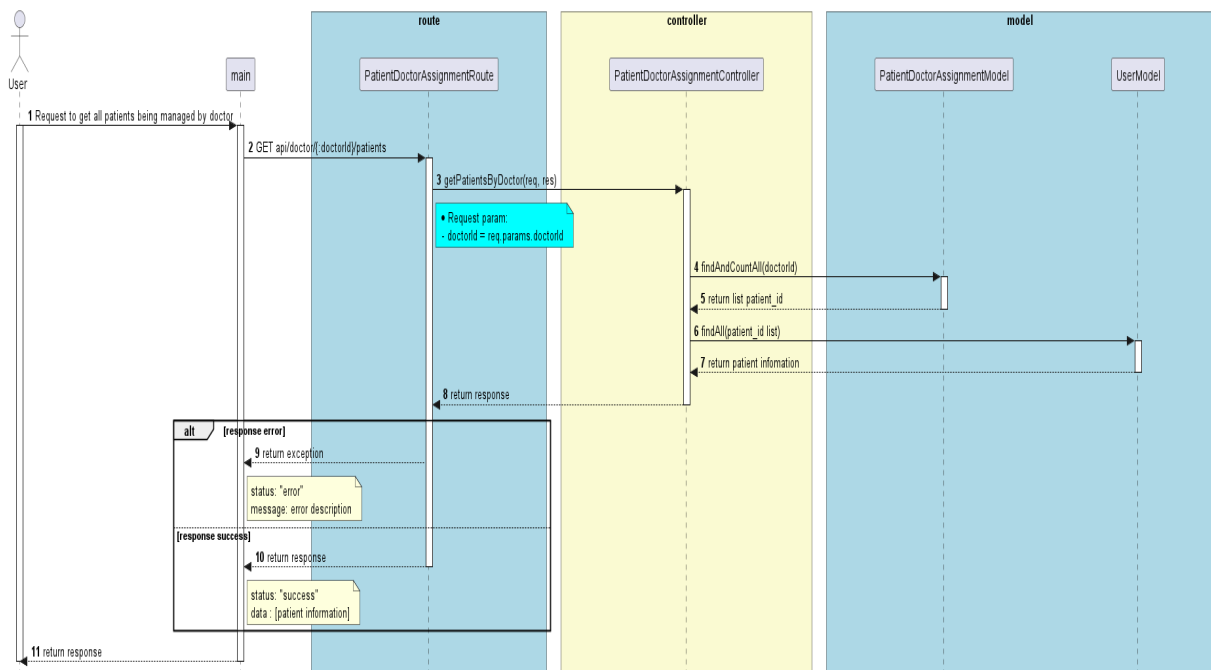 route
controller
model
User
main
PatientDoctorAssignmentRoute
PatientDoctorAssignmentController
PatientDoctorAssignmentModel
UserModel
1 Request to get all patients being managed by doctor
2 GET api/doctor/{:doctorId}/patients
3 getPatientsByDoctor(req, res)
• Request param:
- doctorId = req.params.doctorId
4 findAndCountAll(doctorId)
5 return list patient_id
6 findAll(patient_id list)
7 return patient infomation
8 return response
alt [response error]
9 return exception
status: "error"
message: error description
[response success]
10 return response
status: "success"
data : [patient information]
11 return response